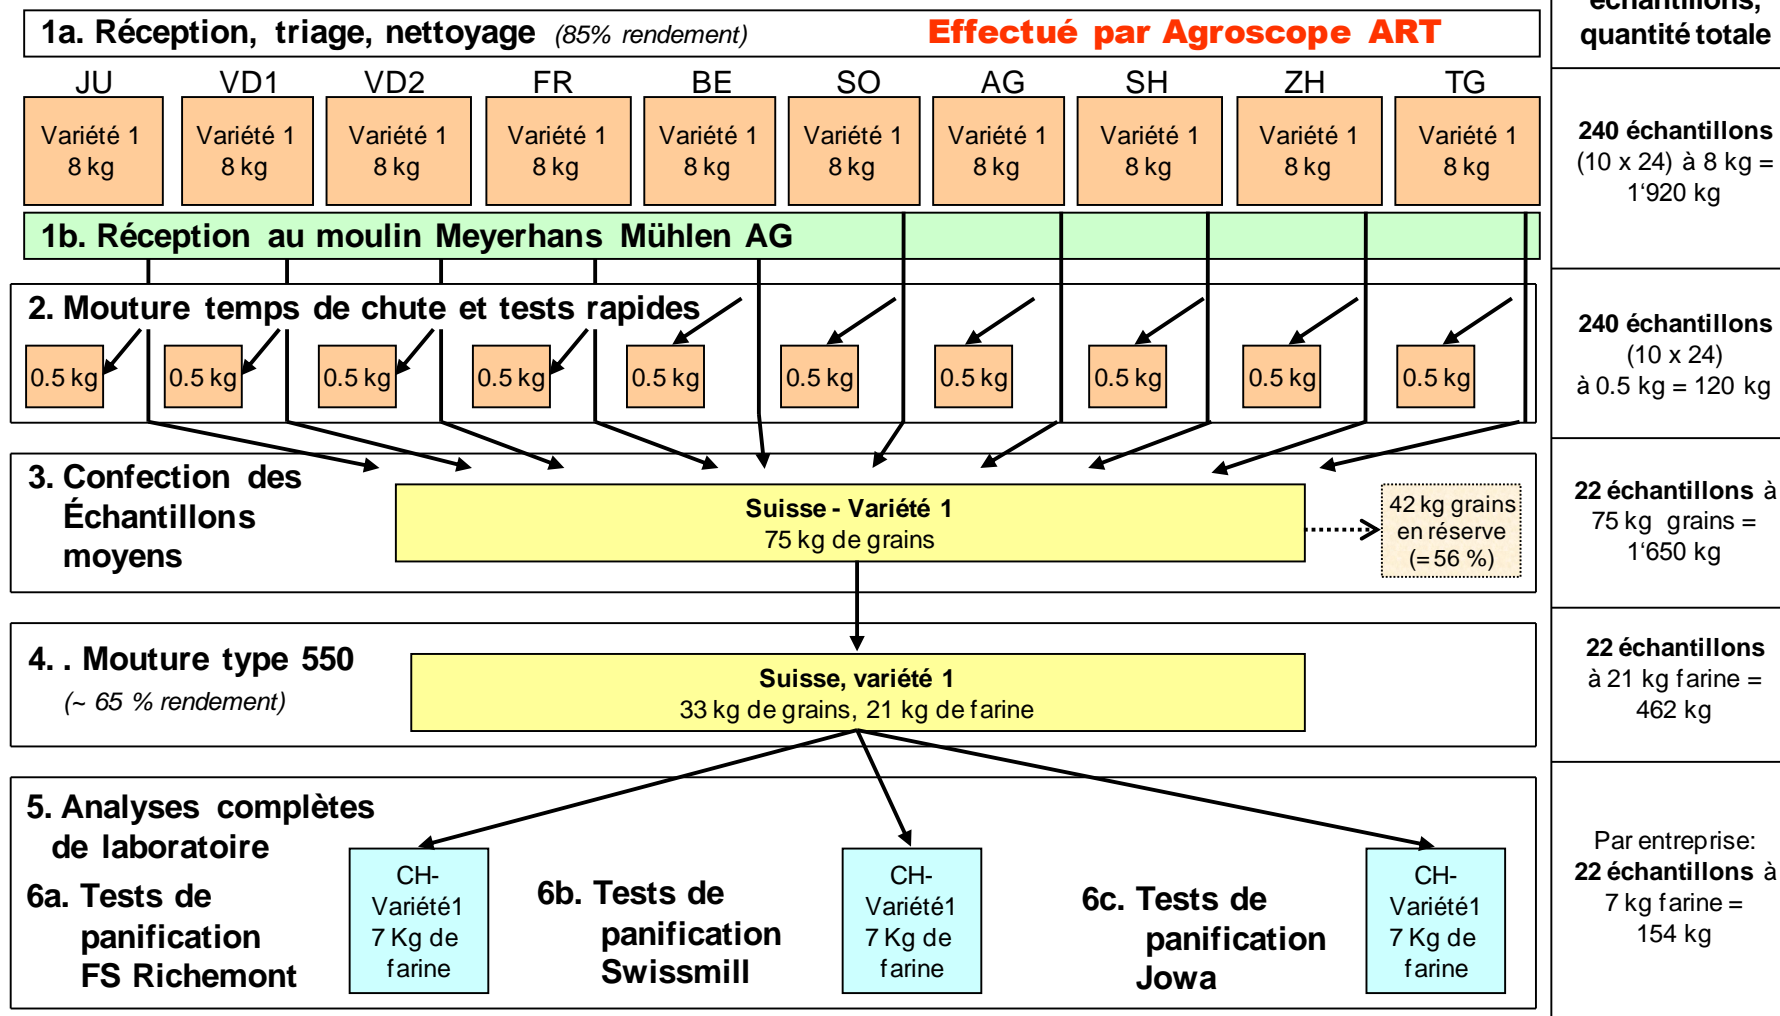 échantillons,
quantité totale
1a. Réception, triage, nettoyage (85% rendement) Effectué par Agroscope ART
JU VD1 VD2 FR BE SO AG SH ZH TG
Variété 1 Variété 1 Variété 1 Variété 1 Variété 1 Variété 1 Variété 1 Variété 1 Variété 1 Variété 1
8 kg 8 kg 8 kg 8 kg 8 kg 8 kg 8 kg 8 kg 8 kg 8 kg
240 échantillons
(10 x 24) à 8 kg =
1‘920 kg
1b. Réception au moulin Meyerhans Mühlen AG
2. Mouture temps de chute et tests rapides
0.5 kg 0.5 kg 0.5 kg 0.5 kg 0.5 kg 0.5 kg 0.5 kg 0.5 kg 0.5 kg 0.5 kg
240 échantillons
(10 x 24)
à 0.5 kg = 120 kg
3. Confection des
Échantillons
moyens
Suisse - Variété 1
75 kg de grains
42 kg grains
en réserve
(= 56 %)
22 échantillons à
75 kg grains =
1‘650 kg
4. . Mouture type 550
(~ 65 % rendement)
Suisse, variété 1
33 kg de grains, 21 kg de farine
22 échantillons
à 21 kg farine =
462 kg
5. Analyses complètes
de laboratoire
6a. Tests de
panification
FS Richemont
CH-
Variété1
7 Kg de
farine
6b. Tests de
panification
Swissmill
CH-
Variété1
7 Kg de
farine
6c. Tests de
panification
Jowa
CH-
Variété1
7 Kg de
farine
Par entreprise:
22 échantillons à
7 kg farine =
154 kg